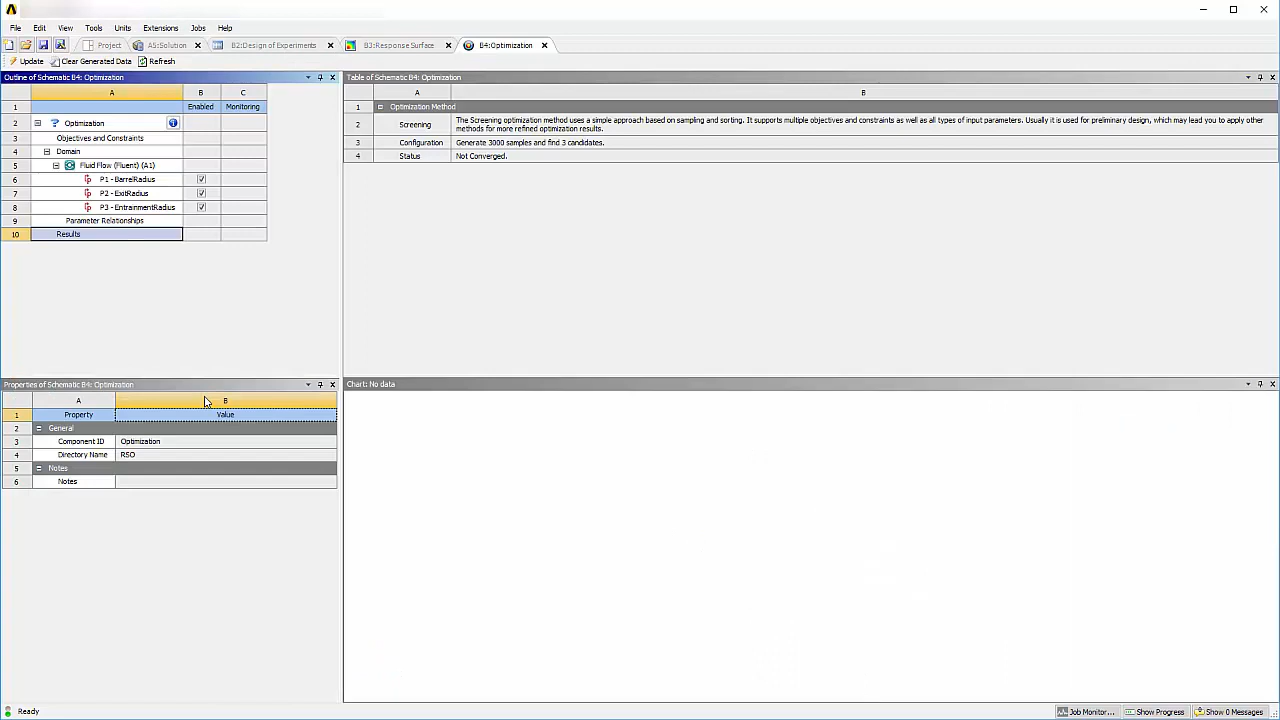 File Edit View Tools Units Extensions Jobs Help
Project A5:Solution B2:Design of Experiments B3:Response Surface B4:Optimization
Update Clear Generated Data Refresh
Outline of Schematic B4: Optimization
A B C
1 Enabled Monitoring
2 Optimization
3 Objectives and Constraints
4 Domain
5 Fluid Flow (Fluent) (A1)
6 P1 - BarrelRadius
7 P2 - ExitRadius
8 P3 - EntrainmentRadius
9 Parameter Relationships
10 Results
Table of Schematic B4: Optimization
A B
1 Optimization Method
2 Screening The Screening optimization method uses a simple approach based on sampling and sorting. It supports multiple objectives and constraints as well as all types of input parameters. Usually it is used for preliminary design, which may lead you to apply other
methods for more refined optimization results.
3 Configuration Generate 3000 samples and find 3 candidates.
4 Status Not Converged.
Properties of Schematic B4: Optimization
A B
1 Property Value
2 General
3 Component ID Optimization
4 Directory Name RSO
5 Notes
6 Notes
Chart: No data
Ready
Job Monitor... Show Progress Show 0 Messages